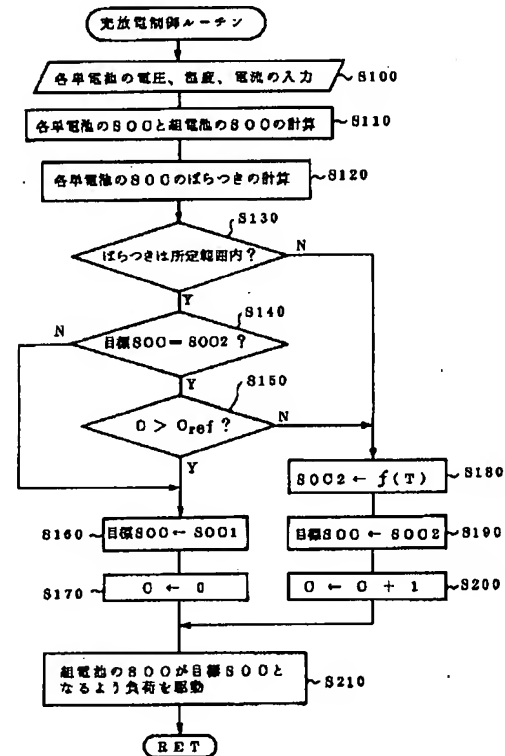 充放電制御ルーチン
各単電池の電圧、温度、電流の入力
S100
各単電池のSOCと組電池のSOCの計算
S110
各単電池のSOCのばらつきの計算
S120
S130
ばらつきは所定範囲内?
N
Y
S140
N
目標SOC=SOC2 ?
Y
S150
C > Cref ?
N
Y
SOC2 ← f(T)
S180
S160
目標SOC ← SOC1
目標SOC ← SOC2
S190
S170
C ← 0
C ← C + 1
S200
組電池のSOCが目標SOCと
なるよう負荷を駆動
S210
RET